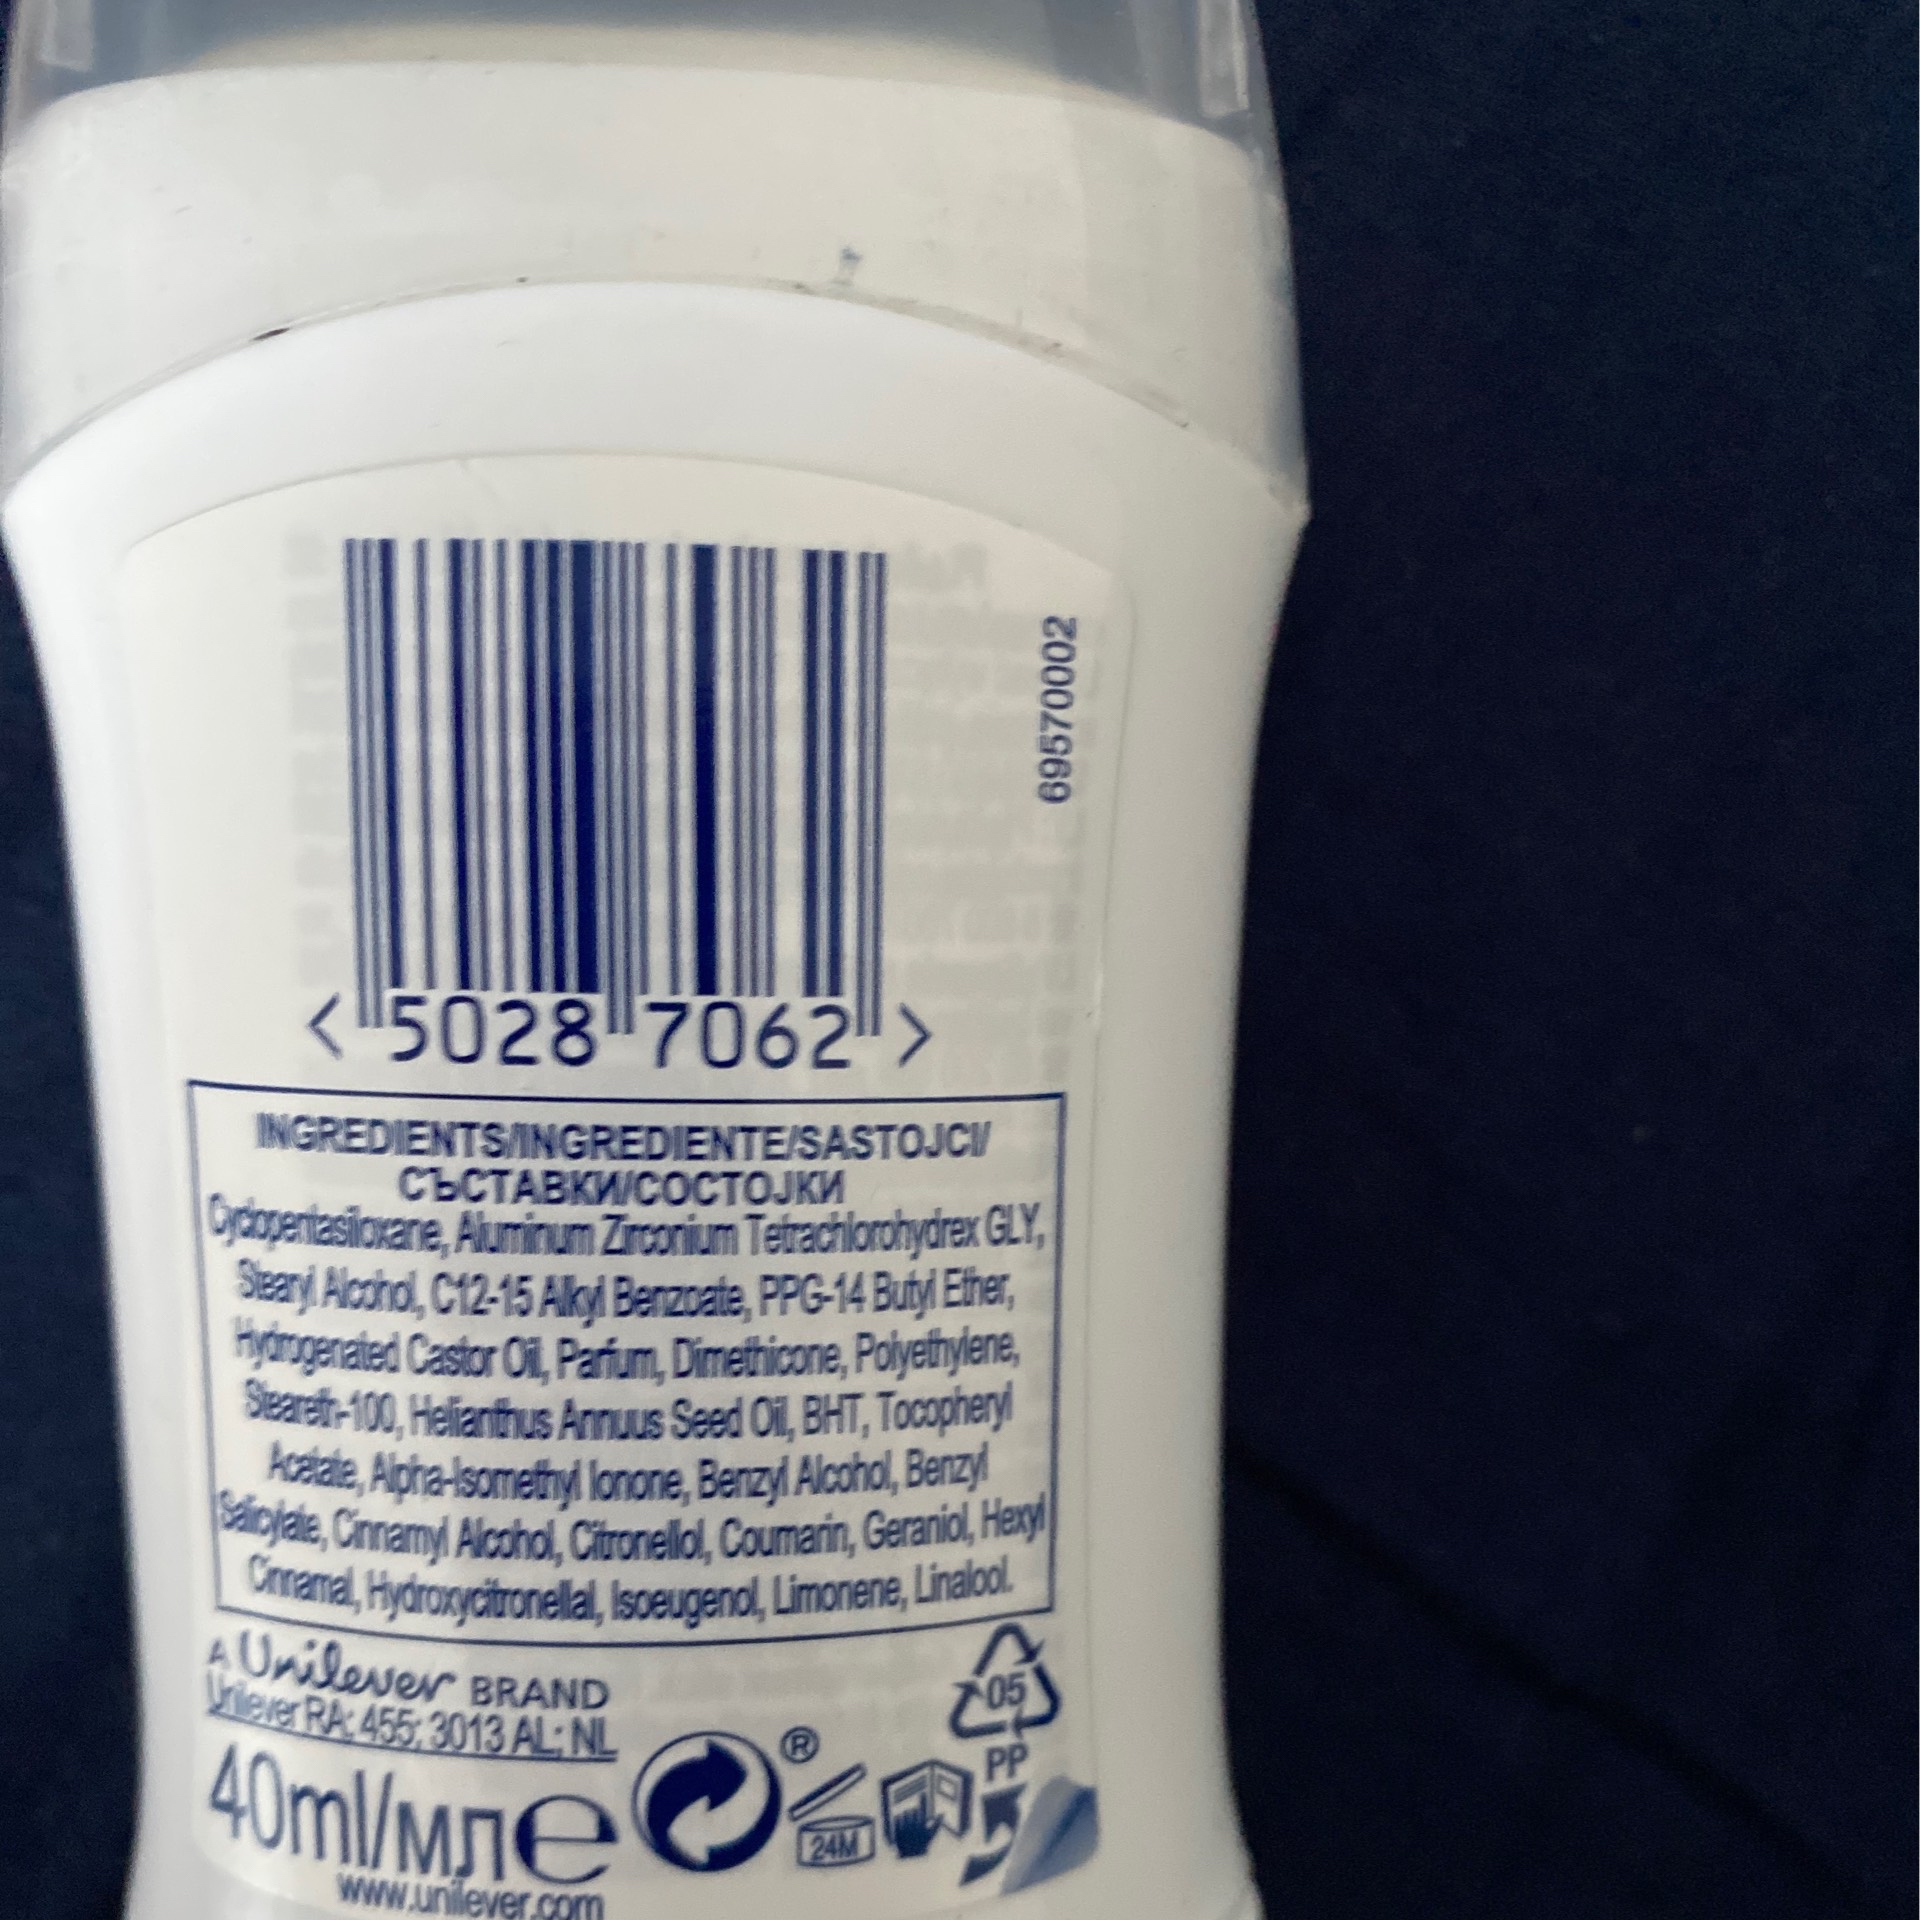 69570002
< 5028 7062 >
INGREDIENTS/INGREDIENTE/SASTOJCI/
СЪСТАВКИ/СОСТОЈКИ
Cyclopentasiloxane, Aluminum Zirconium Tetrachlorohydrex GLY,
Stearyl Alcohol, C12-15 Alkyl Benzoate, PPG-14 Butyl Ether,
Hydrogenated Castor Oil, Parfum, Dimethicone, Polyethylene,
Steareth-100, Helianthus Annuus Seed Oil, BHT, Tocopheryl
Acetate, Alpha-Isomethyl Ionone, Benzyl Alcohol, Benzyl
Salicylate, Cinnamyl Alcohol, Citronellol, Coumarin, Geraniol, Hexyl
Cinnamal, Hydroxycitronellal, Isoeugenol, Limonene, Linalool.
A Unilever BRAND
Unilever RA; 455; 3013 AL; NL
05
PP
®
24M
40ml/мл e
www.unilever.com